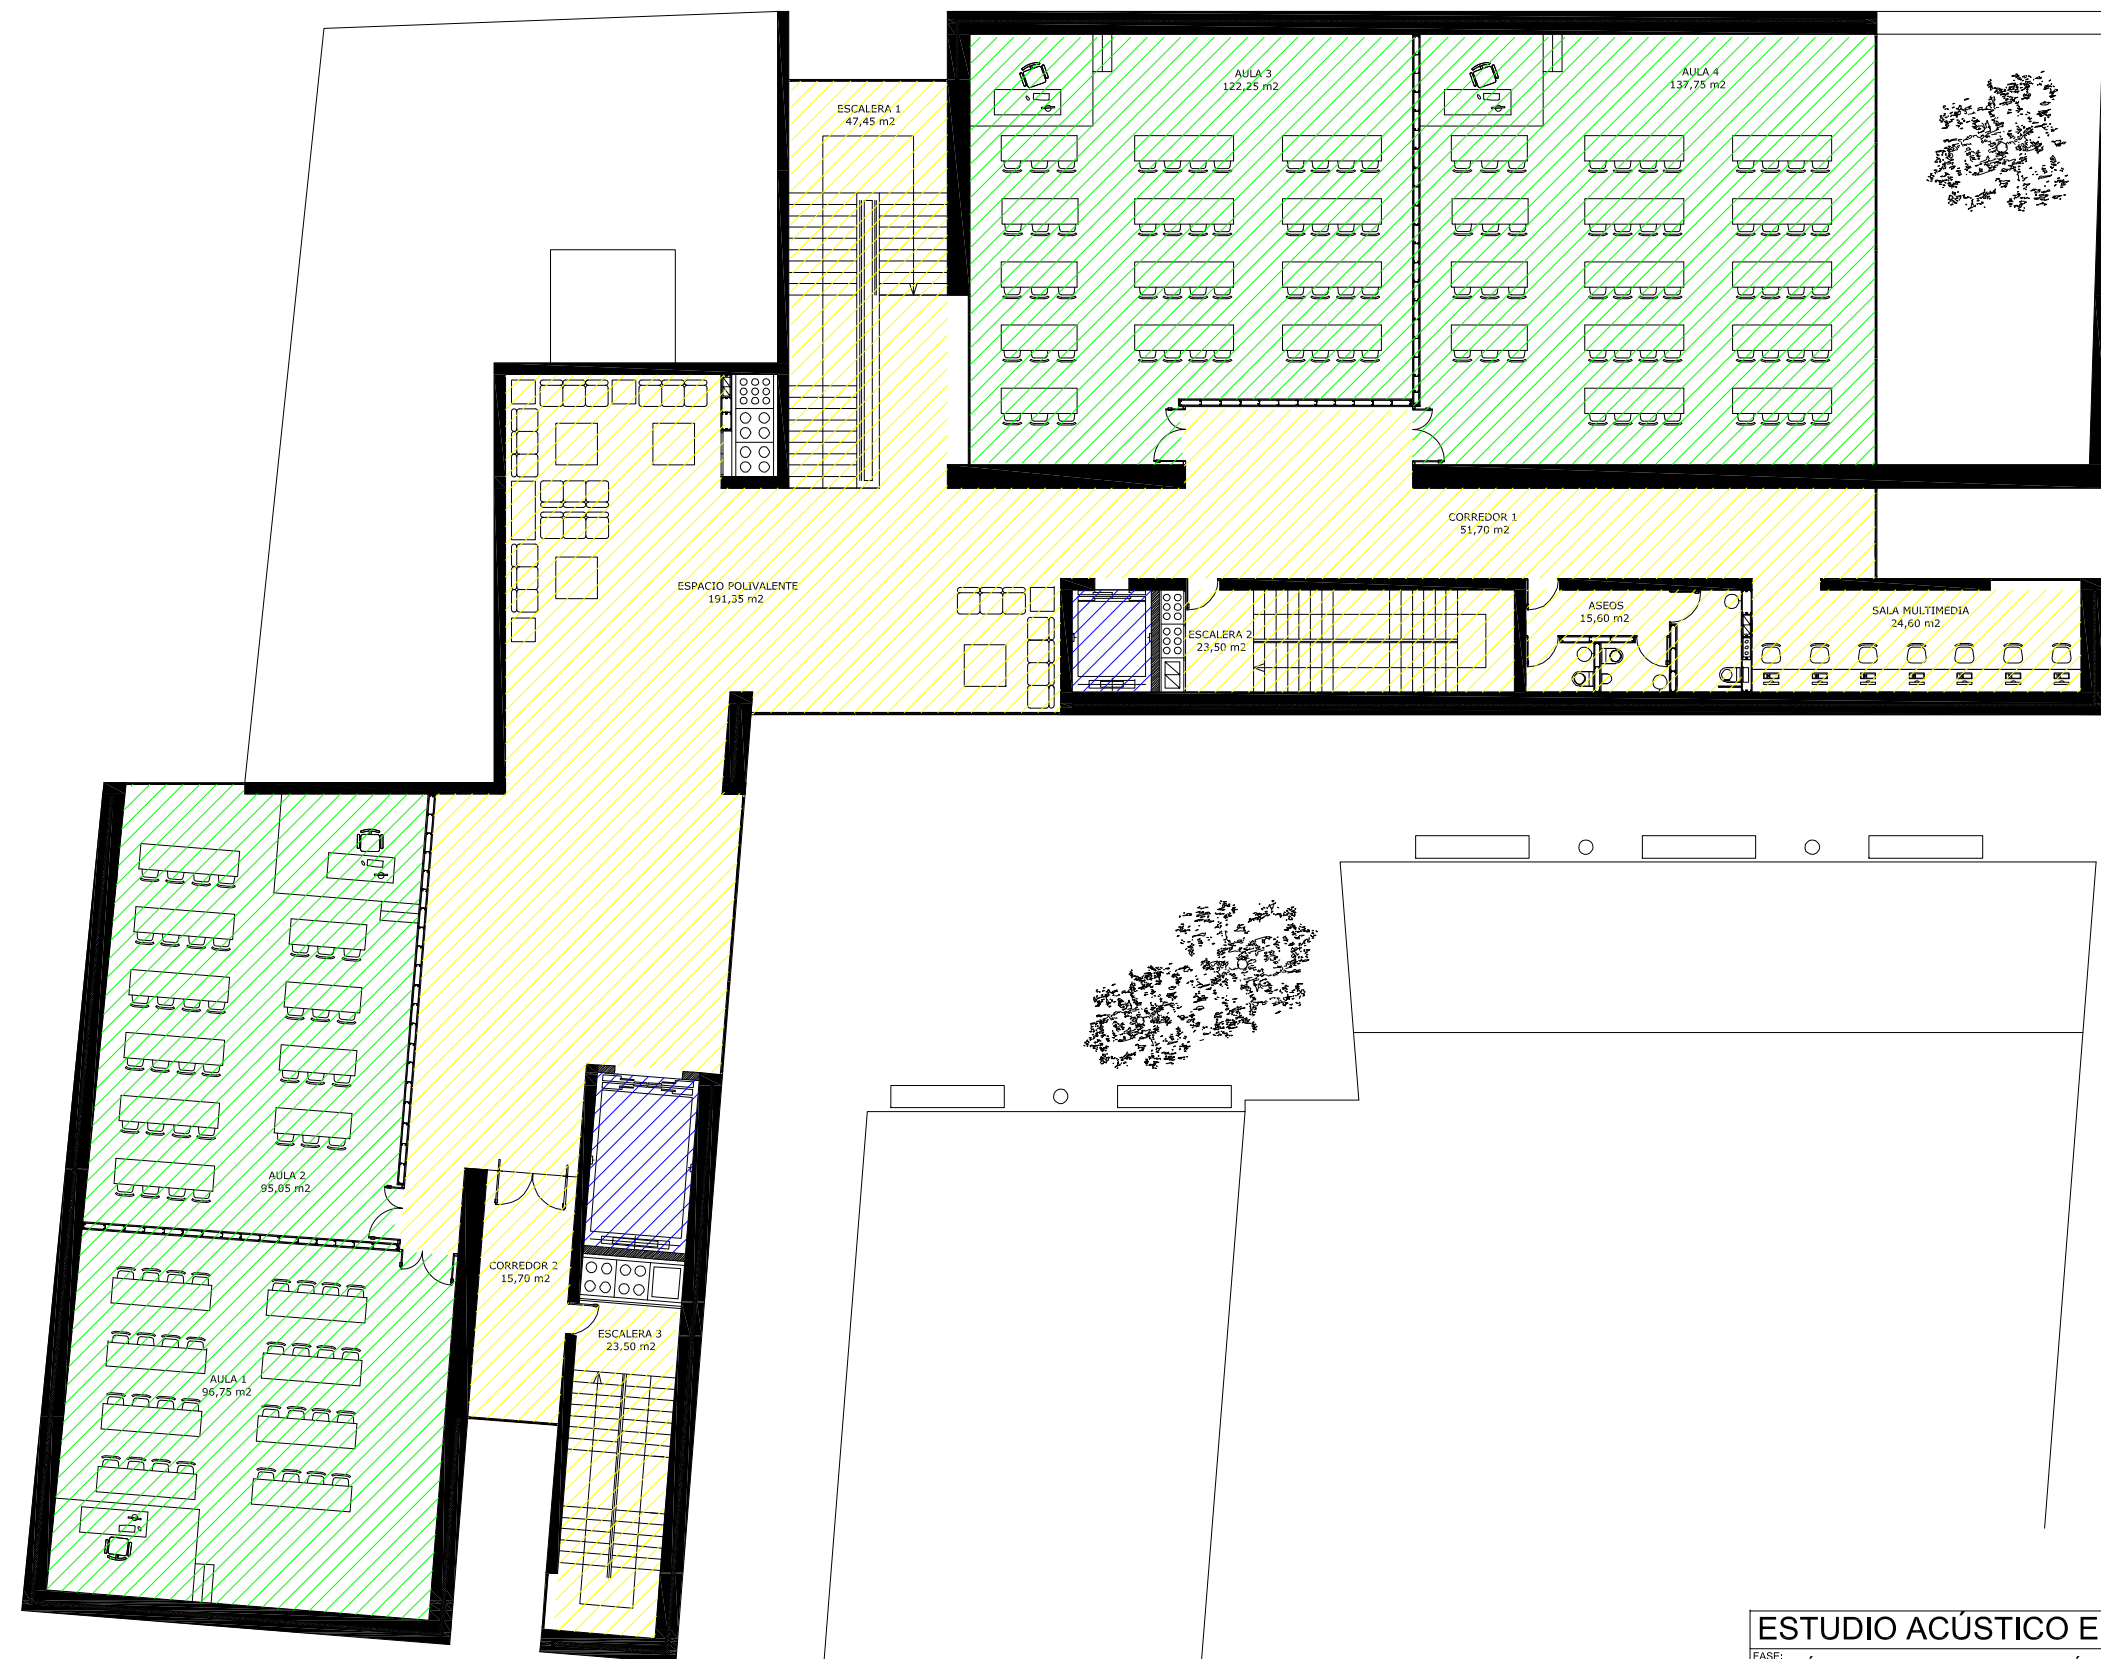 AULA 3
122,25 m2
AULA 4
137,75 m2
ESCALERA 1
47,45 m2
CORREDOR 1
51,70 m2
ESPACIO POLIVALENTE
191,35 m2
ESCALERA 2
23,50 m2
ASEOS
15,60 m2
SALA MULTIMEDIA
24,60 m2
AULA 2
95,05 m2
CORREDOR 2
15,70 m2
ESCALERA 3
23,50 m2
AULA 1
96,75 m2
ESTUDIO ACÚSTICO E
FASE: